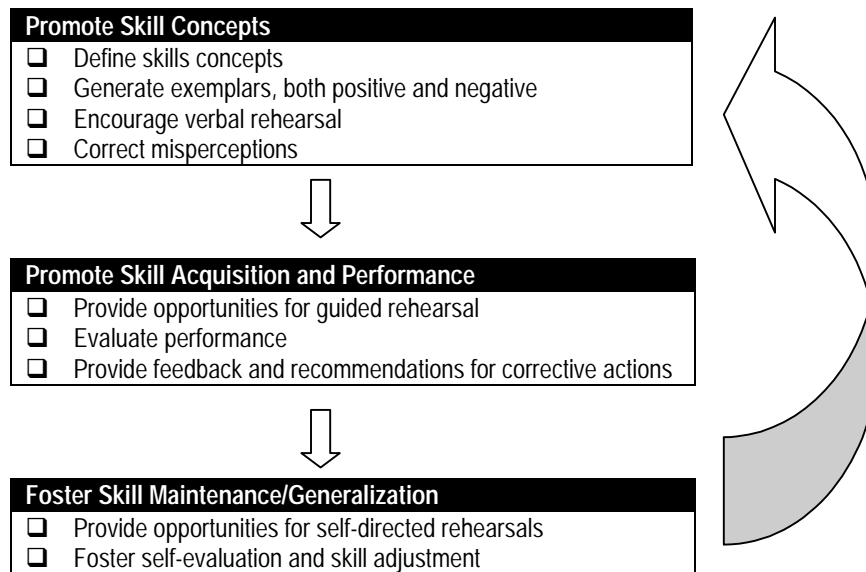 Promote Skill Concepts
❑ Define skills concepts
❑ Generate exemplars, both positive and negative
❑ Encourage verbal rehearsal
❑ Correct misperceptions
Promote Skill Acquisition and Performance
❑ Provide opportunities for guided rehearsal
❑ Evaluate performance
❑ Provide feedback and recommendations for corrective actions
Foster Skill Maintenance/Generalization
❑ Provide opportunities for self-directed rehearsals
❑ Foster self-evaluation and skill adjustment